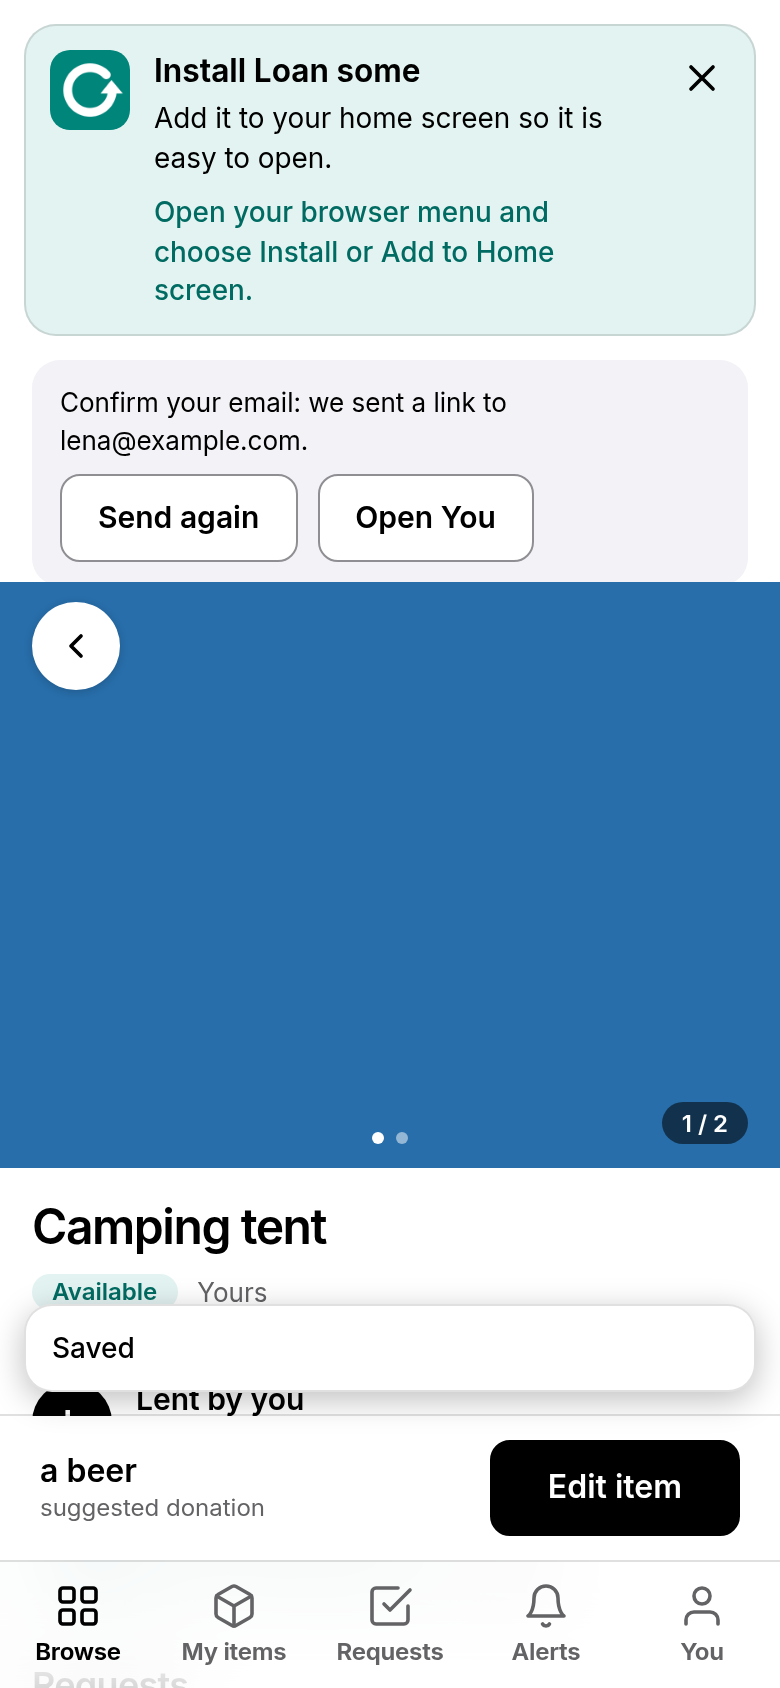 Install Loan some
Add it to your home screen so it is
easy to open.
Open your browser menu and
choose Install or Add to Home
screen.
Confirm your email: we sent a link to
lena@example.com.
Send again
Open You
1 / 2
Camping tent
Available
Yours
Saved
Lent by you
a beer
suggested donation
Edit item
Browse
My items
Requests
Alerts
You
Requests